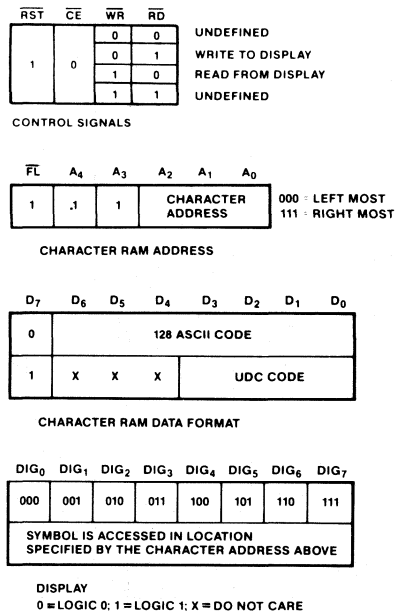 RST CE WR RD
0 0 UNDEFINED
1 0 0 1 WRITE TO DISPLAY
1 0 READ FROM DISPLAY
1 1 UNDEFINED
CONTROL SIGNALS
FL A4 A3 A2 A1 A0
1 .1 1 CHARACTER ADDRESS 000 = LEFT MOST
111 = RIGHT MOST
CHARACTER RAM ADDRESS
D7 D6 D5 D4 D3 D2 D1 D0
0 128 ASCII CODE
1 X X X UDC CODE
CHARACTER RAM DATA FORMAT
DIG0 DIG1 DIG2 DIG3 DIG4 DIG5 DIG6 DIG7
000 001 010 011 100 101 110 111
SYMBOL IS ACCESSED IN LOCATION
SPECIFIED BY THE CHARACTER ADDRESS ABOVE
DISPLAY
0 = LOGIC 0; 1 = LOGIC 1; X = DO NOT CARE